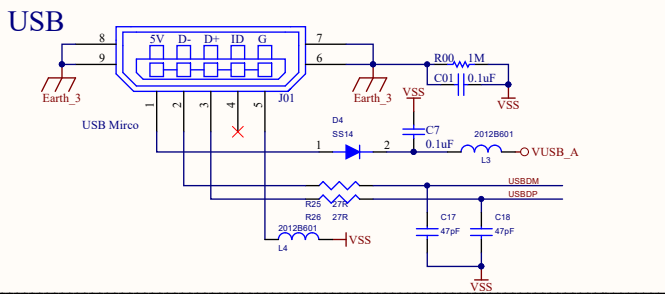 USB
8
9
5V D- D+ ID G
7
6
Earth_3
J01
Earth_3
R00 1M
C01 0.1uF
VSS
VSS
USB Mirco
1 2 3 4 5
D4
SS14
1 2
C7
0.1uF
2012B601
L3
VUSB_A
USBDM
USBDP
R25 27R
R26 27R
2012B601
L4
VSS
C17
47pF
C18
47pF
VSS